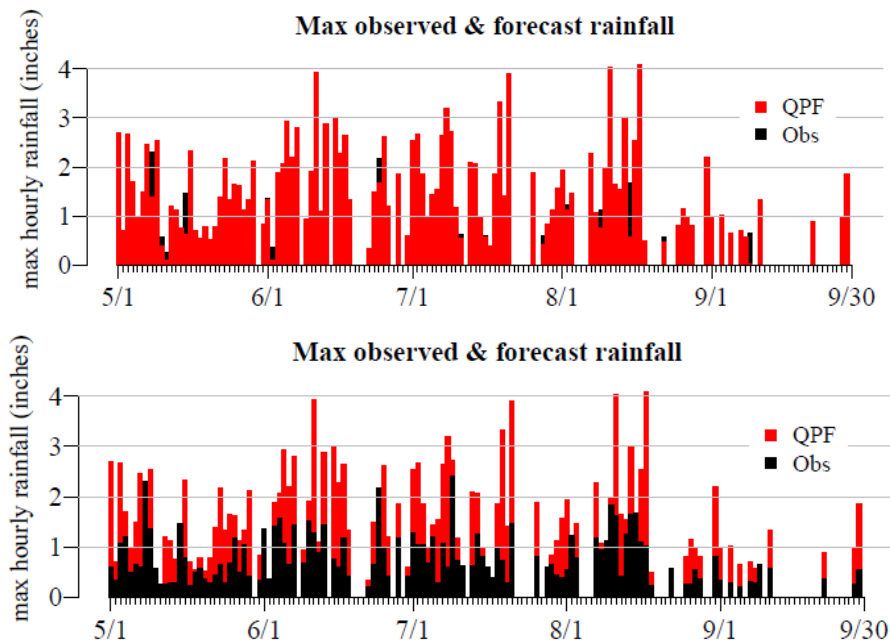 Max observed & forecast rainfall
max hourly rainfall (inches)
4
3
2
1
0
QPF
Obs
5/1 6/1 7/1 8/1 9/1 9/30
Max observed & forecast rainfall
max hourly rainfall (inches)
4
3
2
1
0
QPF
Obs
5/1 6/1 7/1 8/1 9/1 9/30